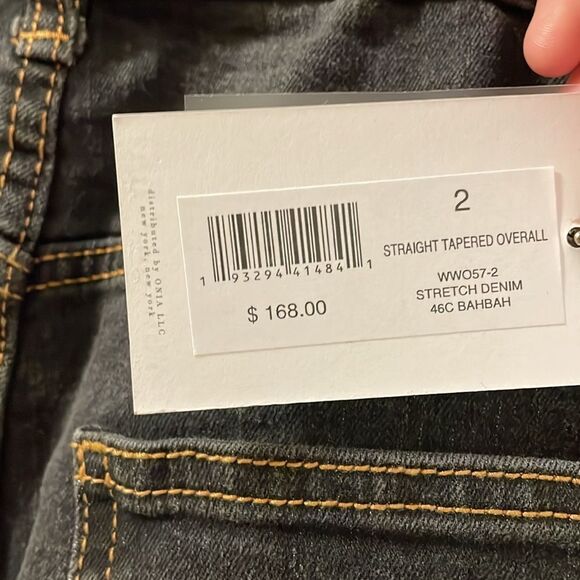 distributed by ONIA LLC
new york, new york
2
STRAIGHT TAPERED OVERALL
WWO57-2
STRETCH DENIM
46C BAHBAH
1 93294 41484 1
$ 168.00